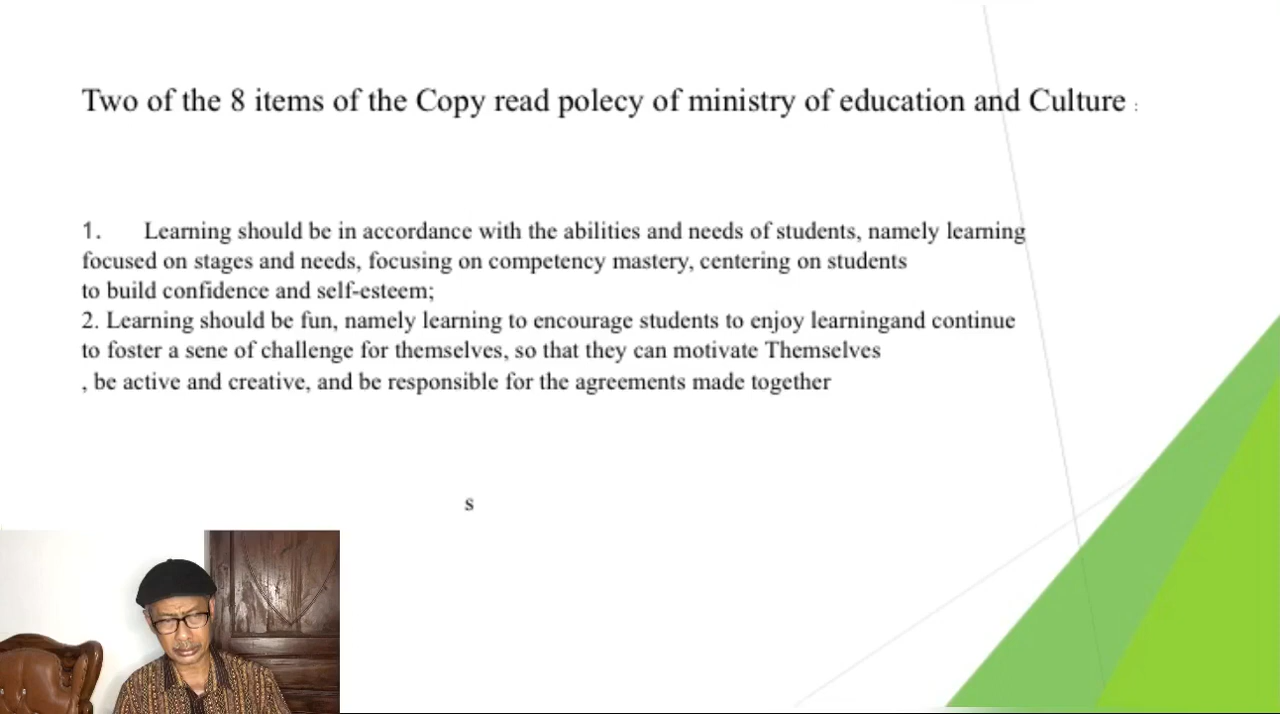 Two of the 8 items of the Copy read polecy of ministry of education and Culture :
1. Learning should be in accordance with the abilities and needs of students, namely learning
focused on stages and needs, focusing on competency mastery, centering on students
to build confidence and self-esteem;
2. Learning should be fun, namely learning to encourage students to enjoy learningand continue
to foster a sene of challenge for themselves, so that they can motivate Themselves
, be active and creative, and be responsible for the agreements made together
s